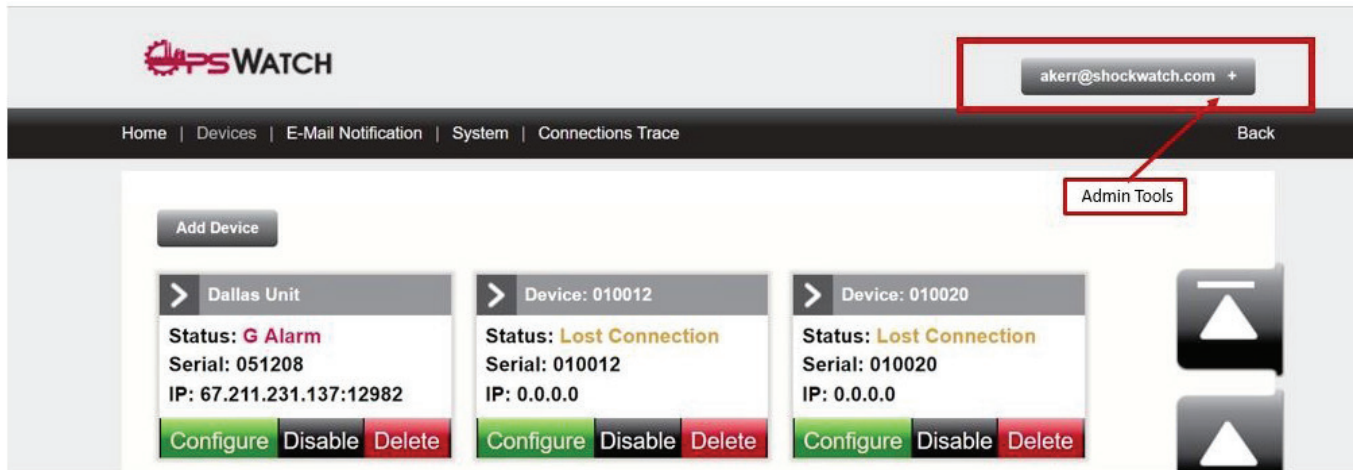 OPSWATCH
akerr@shockwatch.com +
Home | Devices | E-Mail Notification | System | Connections Trace
Back
Admin Tools
Add Device
Dallas Unit
Status: G Alarm
Serial: 051208
IP: 67.211.231.137:12982
Configure Disable Delete
Device: 010012
Status: Lost Connection
Serial: 010012
IP: 0.0.0.0
Configure Disable Delete
Device: 010020
Status: Lost Connection
Serial: 010020
IP: 0.0.0.0
Configure Disable Delete